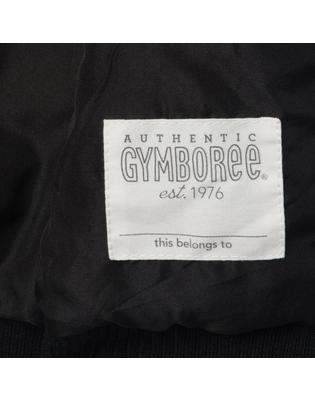 AUTHENTIC
GYMBOREE®
est. 1976
this belongs to